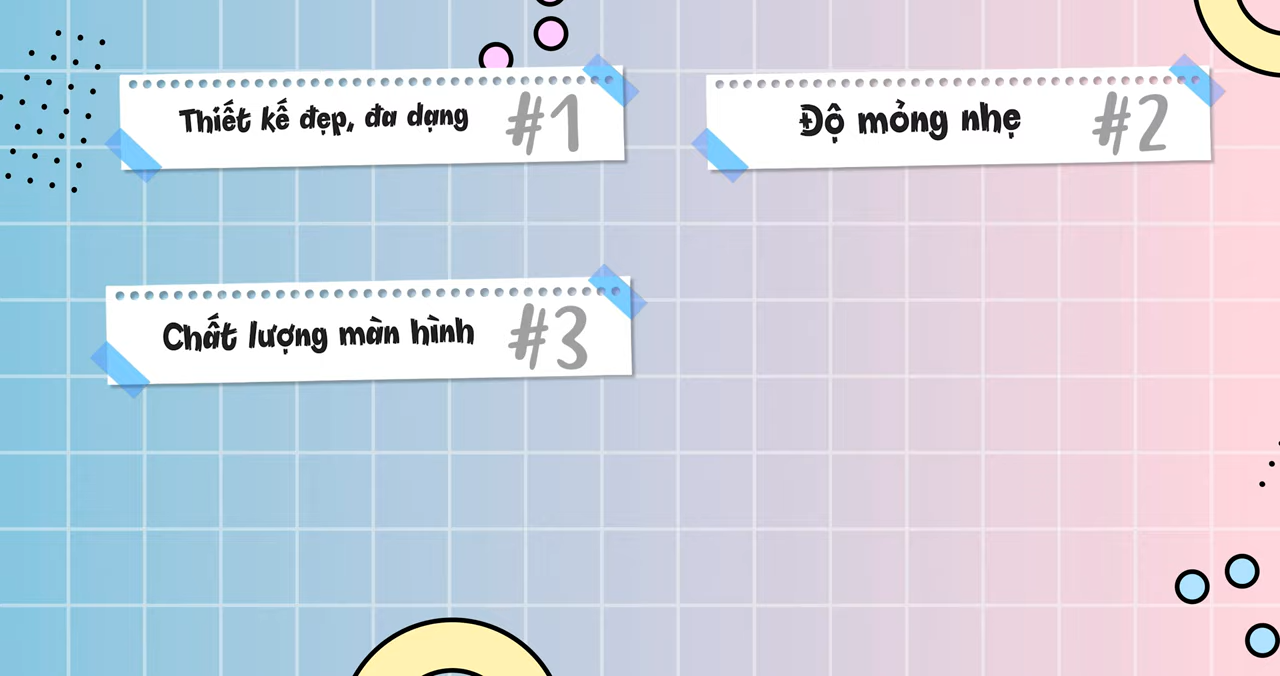 Thiết kế đẹp, đa dạng #1
Độ mỏng nhẹ #2
Chất lượng màn hình #3